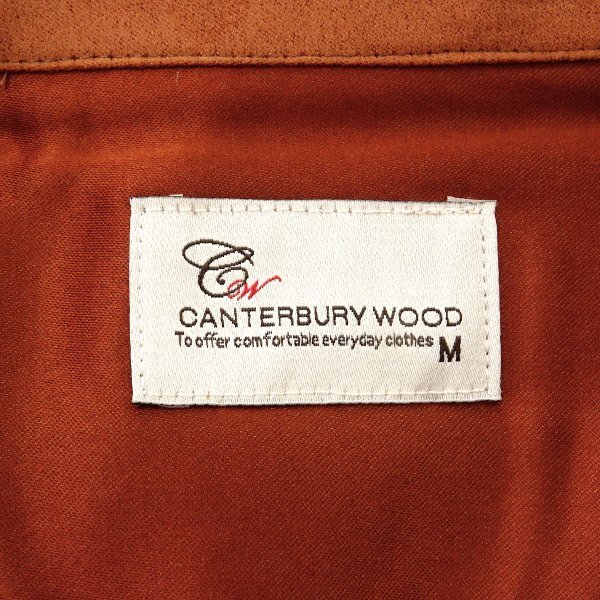 CW
CANTERBURY WOOD
To offer comfortable everyday clothes M